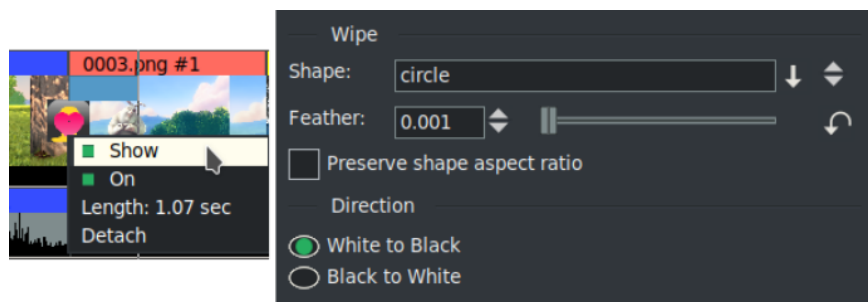 0003.png #1
Show
On
Length: 1.07 sec
Detach
Wipe
Shape: circle
Feather: 0.001
Preserve shape aspect ratio
Direction
White to Black
Black to White